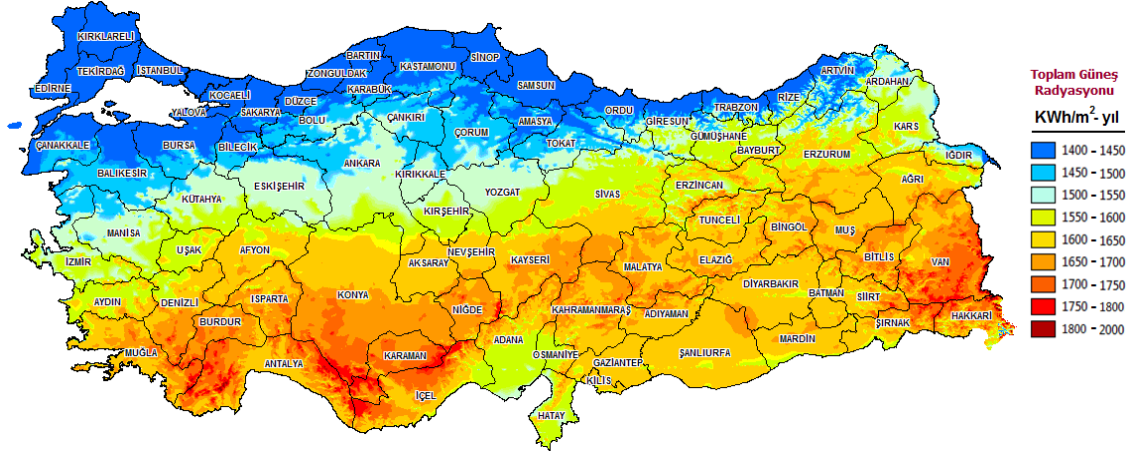 KIRKLARELİ
TEKİRDAĞ
İSTANBUL
EDİRNE
KOCAELİ
YALOVA
SAKARYA
DÜZCE
BOLU
ZONGULDAK
BARTIN
KARABÜK
KASTAMONU
SİNOP
SAMSUN
ÇANKIRI
ÇORUM
AMASYA
TOKAT
ORDU
GİRESUN
TRABZON
RİZE
ARTVİN
ARDAHAN
KARS
GÜMÜŞHANE
BAYBURT
ERZURUM
IĞDIR
AĞRI
ÇANAKKALE
BALIKESİR
BURSA
BİLECİK
KÜTAHYA
ESKİŞEHİR
ANKARA
KIRIKKALE
KIRŞEHİR
YOZGAT
SİVAS
ERZİNCAN
TUNCELİ
BİNGÖL
MUŞ
BİTLİS
VAN
MANİSA
İZMİR
UŞAK
AFYON
AYDIN
DENİZLİ
ISPARTA
BURDUR
MUĞLA
ANTALYA
KONYA
AKSARAY
NEVŞEHİR
KAYSERİ
NİĞDE
KARAMAN
İÇEL
ADANA
KAHRAMANMARAŞ
OSMANİYE
HATAY
KİLİS
GAZİANTEP
ADIYAMAN
MALATYA
ELAZIĞ
DİYARBAKIR
ŞANLIURFA
MARDİN
BATMAN
SİİRT
ŞIRNAK
HAKKARİ
Toplam Güneş
Radyasyonu
KWh/m²- yıl
1400 - 1450
1450 - 1500
1500 - 1550
1550 - 1600
1600 - 1650
1650 - 1700
1700 - 1750
1750 - 1800
1800 - 2000